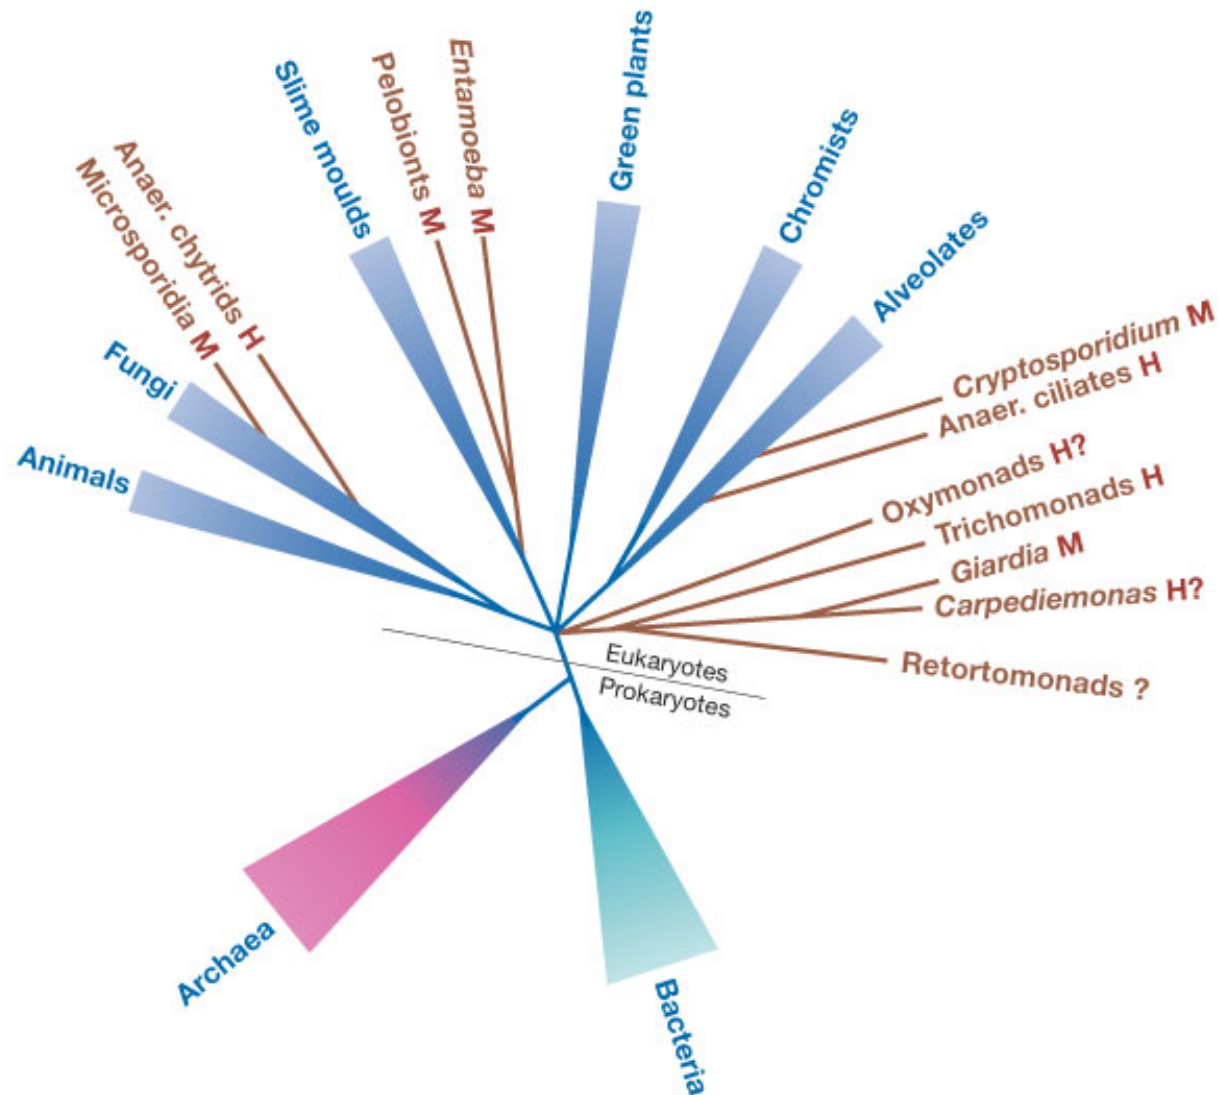 Entamoeba M
Pelobionts M
Slime moulds
Anaer. chytrids H
Microsporidia M
Fungi
Animals
Green plants
Chromists
Alveolates
Cryptosporidium M
Anaer. ciliates H
Oxymonads H?
Trichomonads H
Giardia M
Carpediemonas H?
Retortomonads ?
Eukaryotes
Prokaryotes
Archaea
Bacteria